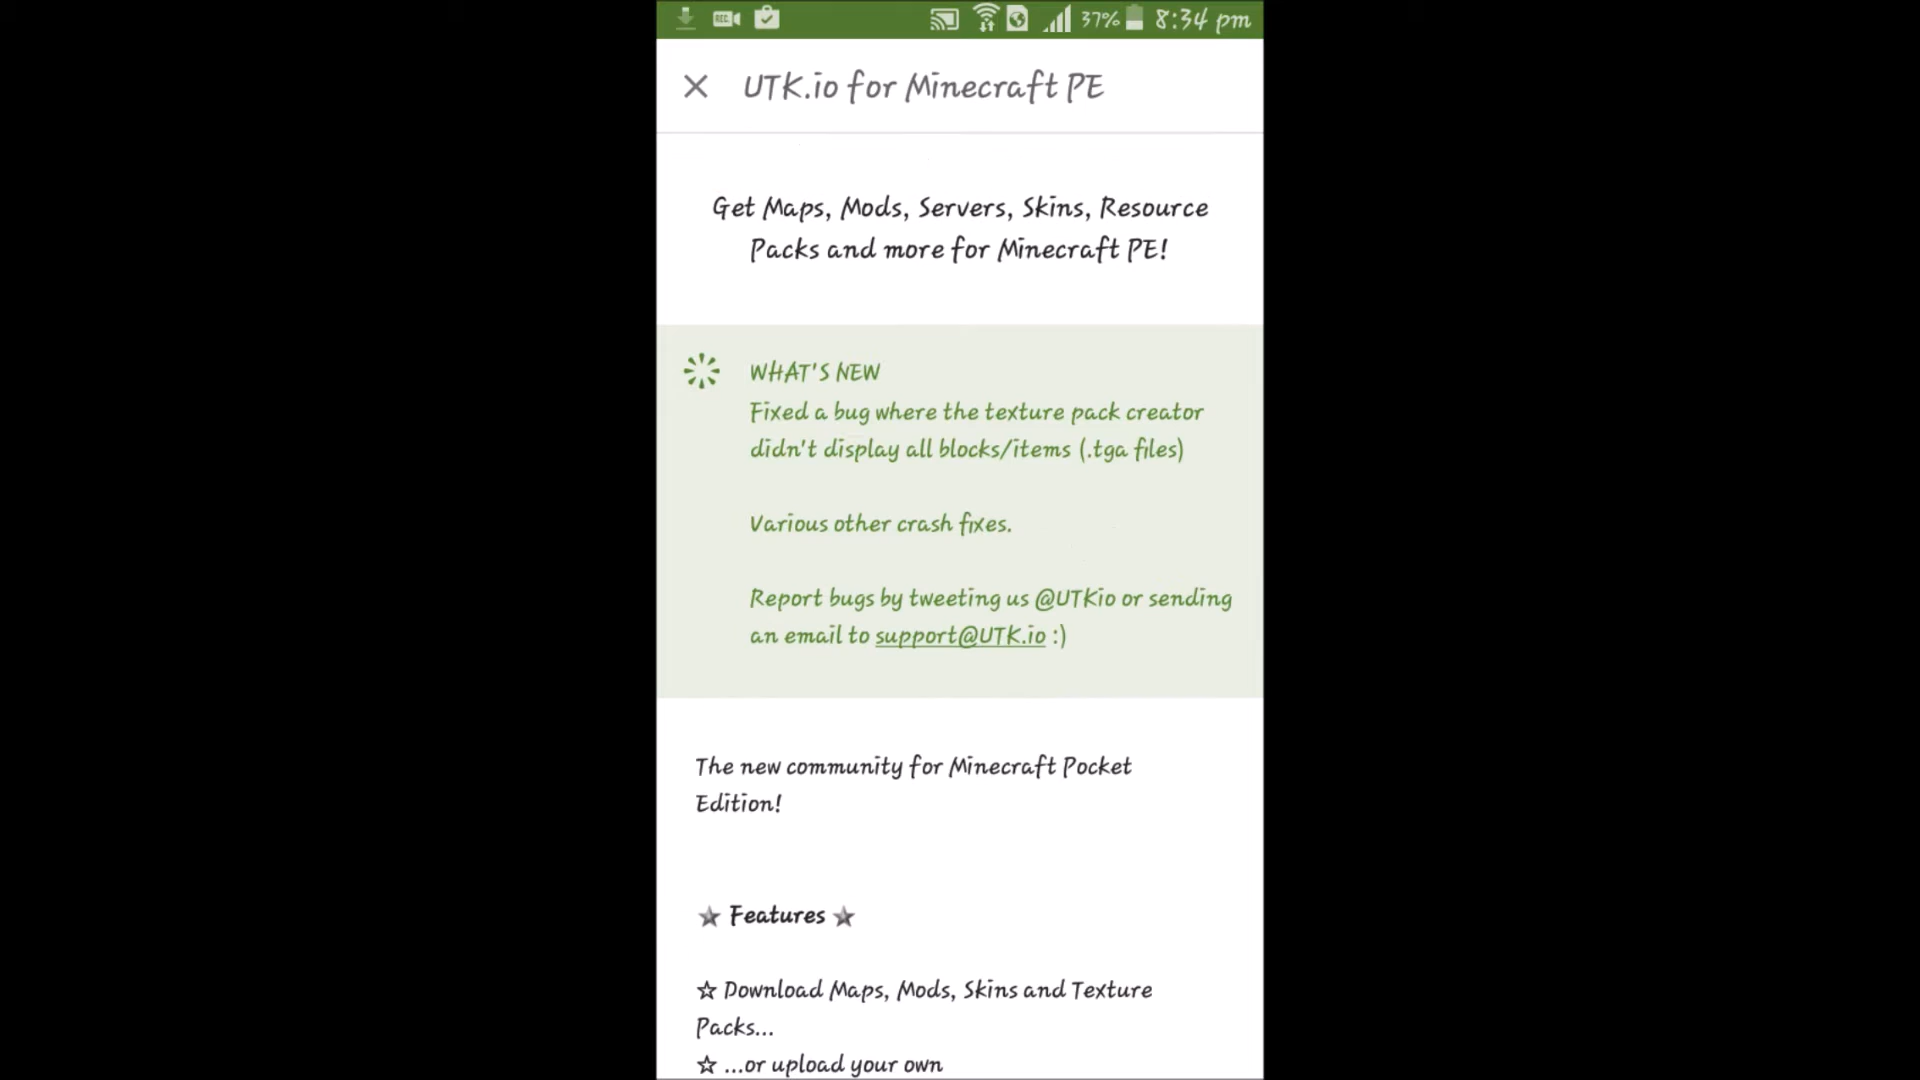 REC
37% 8:34 pm
UTK.io for Minecraft PE
Get Maps, Mods, Servers, Skins, Resource
Packs and more for Minecraft PE!
WHAT'S NEW
Fixed a bug where the texture pack creator
didn't display all blocks/items (.tga files)
Various other crash fixes.
Report bugs by tweeting us @UTKio or sending
an email to support@UTK.io :)
The new community for Minecraft Pocket
Edition!
★ Features ★
☆ Download Maps, Mods, Skins and Texture
Packs...
☆ ...or upload your own